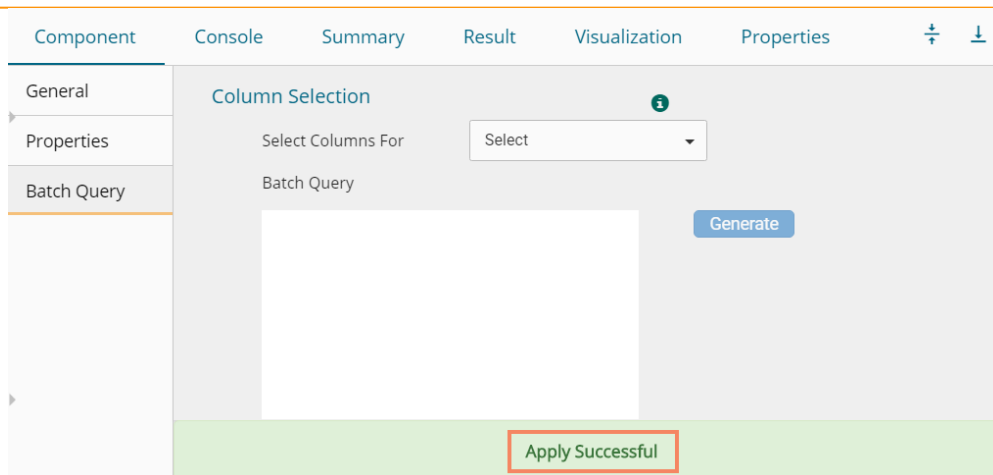 Component Console Summary Result Visualization Properties
General
Properties
Batch Query
Column Selection
Select Columns For Select
Batch Query
Generate
Apply Successful